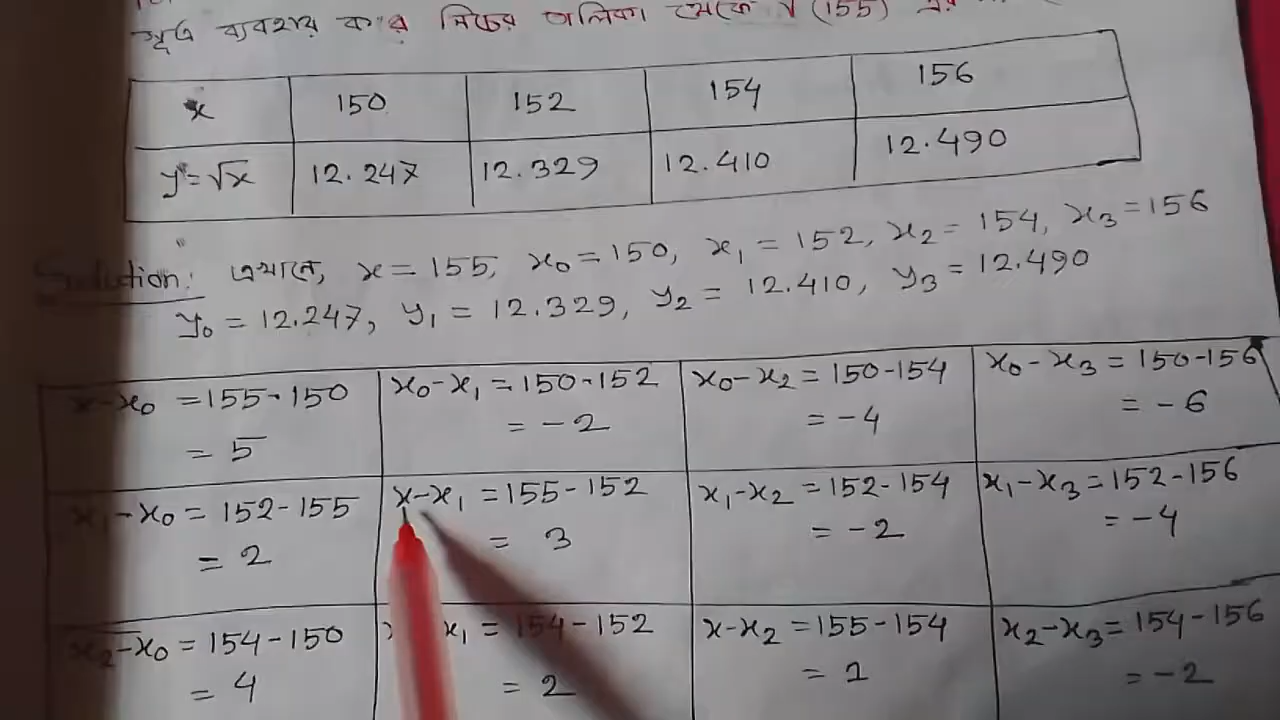 সূত্র ব্যবহার করে নিচের তালিকা থেকে √(155) এর
x 150 152 154 156
y=√x 12.247 12.329 12.410 12.490
Solution: এখানে, x = 155, x₀ = 150, x₁ = 152, x₂ = 154, x₃ = 156
y₀ = 12.247, y₁ = 12.329, y₂ = 12.410, y₃ = 12.490
x-x₀ = 155-150 x₀-x₁ = 150-152 x₀-x₂ = 150-154 x₀-x₃ = 150-156
= 5 = -2 = -4 = -6
x₁-x₀ = 152-155 x-x₁ = 155-152 x₁-x₂ = 152-154 x₁-x₃ = 152-156
= 2 = 3 = -2 = -4
x₂-x₀ = 154-150 x₁ = 154-152 x-x₂ = 155-154 x₂-x₃ = 154-156
= 4 = 2 = 1 = -2